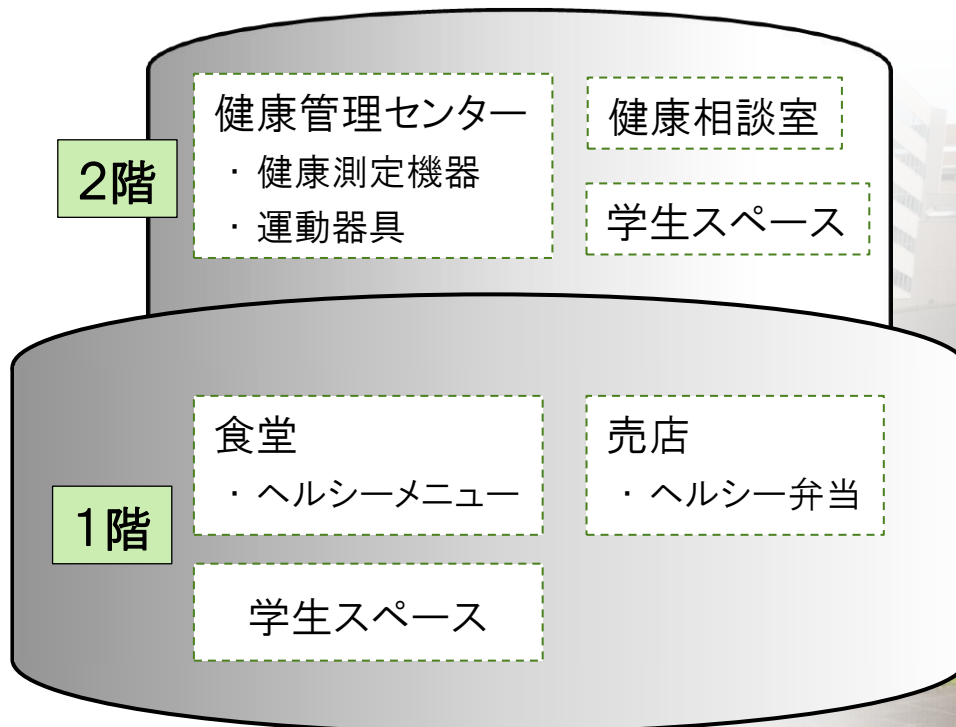 2階
健康管理センター
・健康測定機器
・運動器具
健康相談室
学生スペース
1階
食堂
・ヘルシーメニュー
売店
・ヘルシー弁当
学生スペース